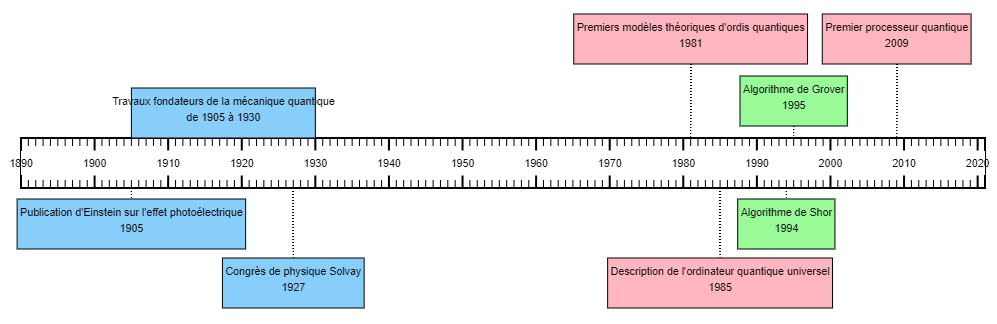 Premiers modèles théoriques d'ordis quantiques
1981
Premier processeur quantique
2009
Travaux fondateurs de la mécanique quantique
de 1905 à 1930
Algorithme de Grover
1995
1890 1900 1910 1920 1930 1940 1950 1960 1970 1980 1990 2000 2010 2020
Publication d'Einstein sur l'effet photoélectrique
1905
Algorithme de Shor
1994
Congrès de physique Solvay
1927
Description de l'ordinateur quantique universel
1985